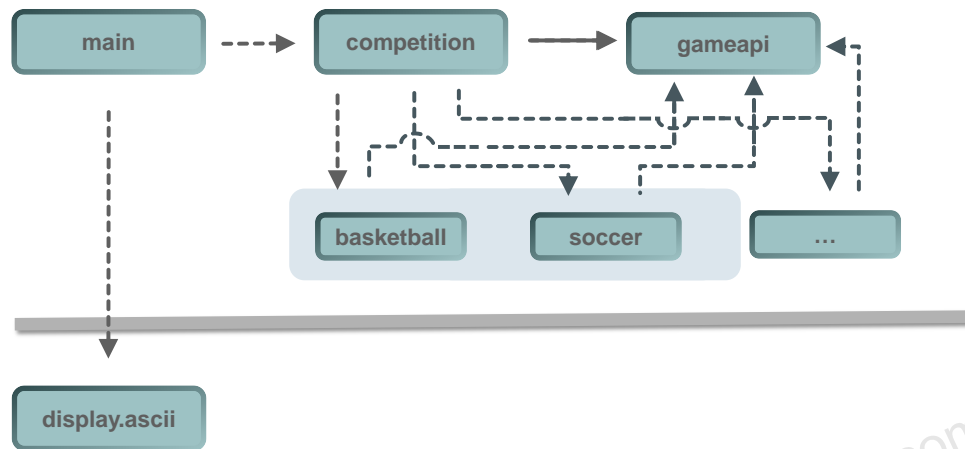 main
competition
gameapi
basketball
soccer
...
display.ascii